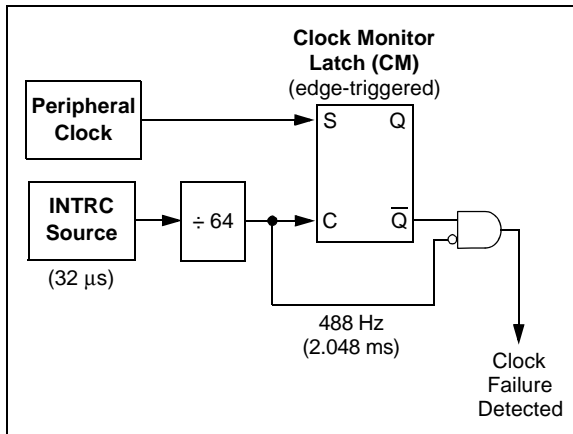 Clock Monitor
Latch (CM)
(edge-triggered)
Peripheral
Clock
S
Q
INTRC
Source
÷ 64
C
Q̅
(32 μs)
488 Hz
(2.048 ms)
Clock
Failure
Detected